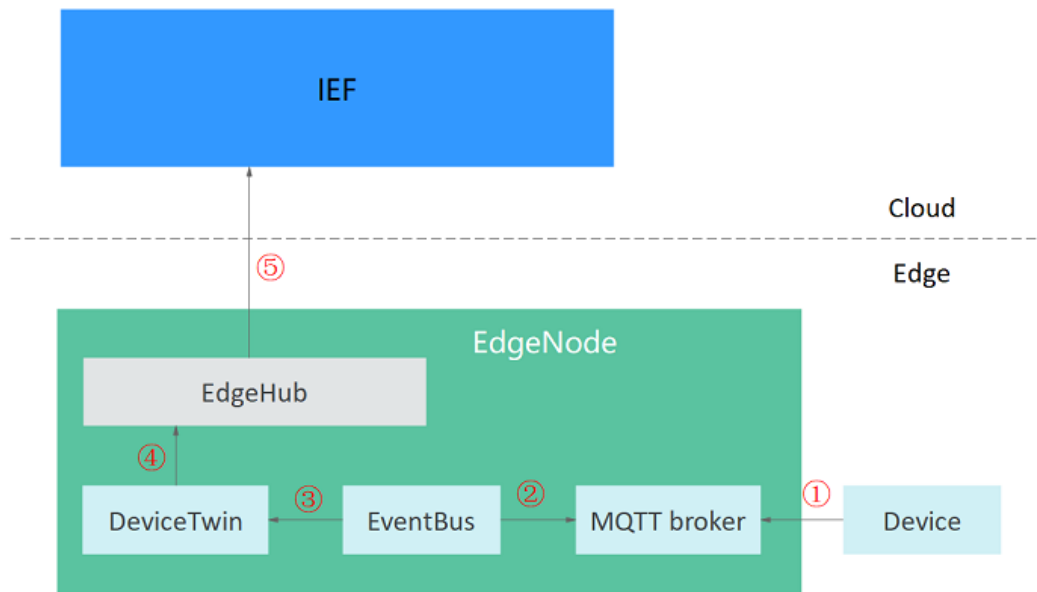 IEF
Cloud
⑤
Edge
EdgeNode
EdgeHub
④
③
②
①
DeviceTwin
EventBus
MQTT broker
Device